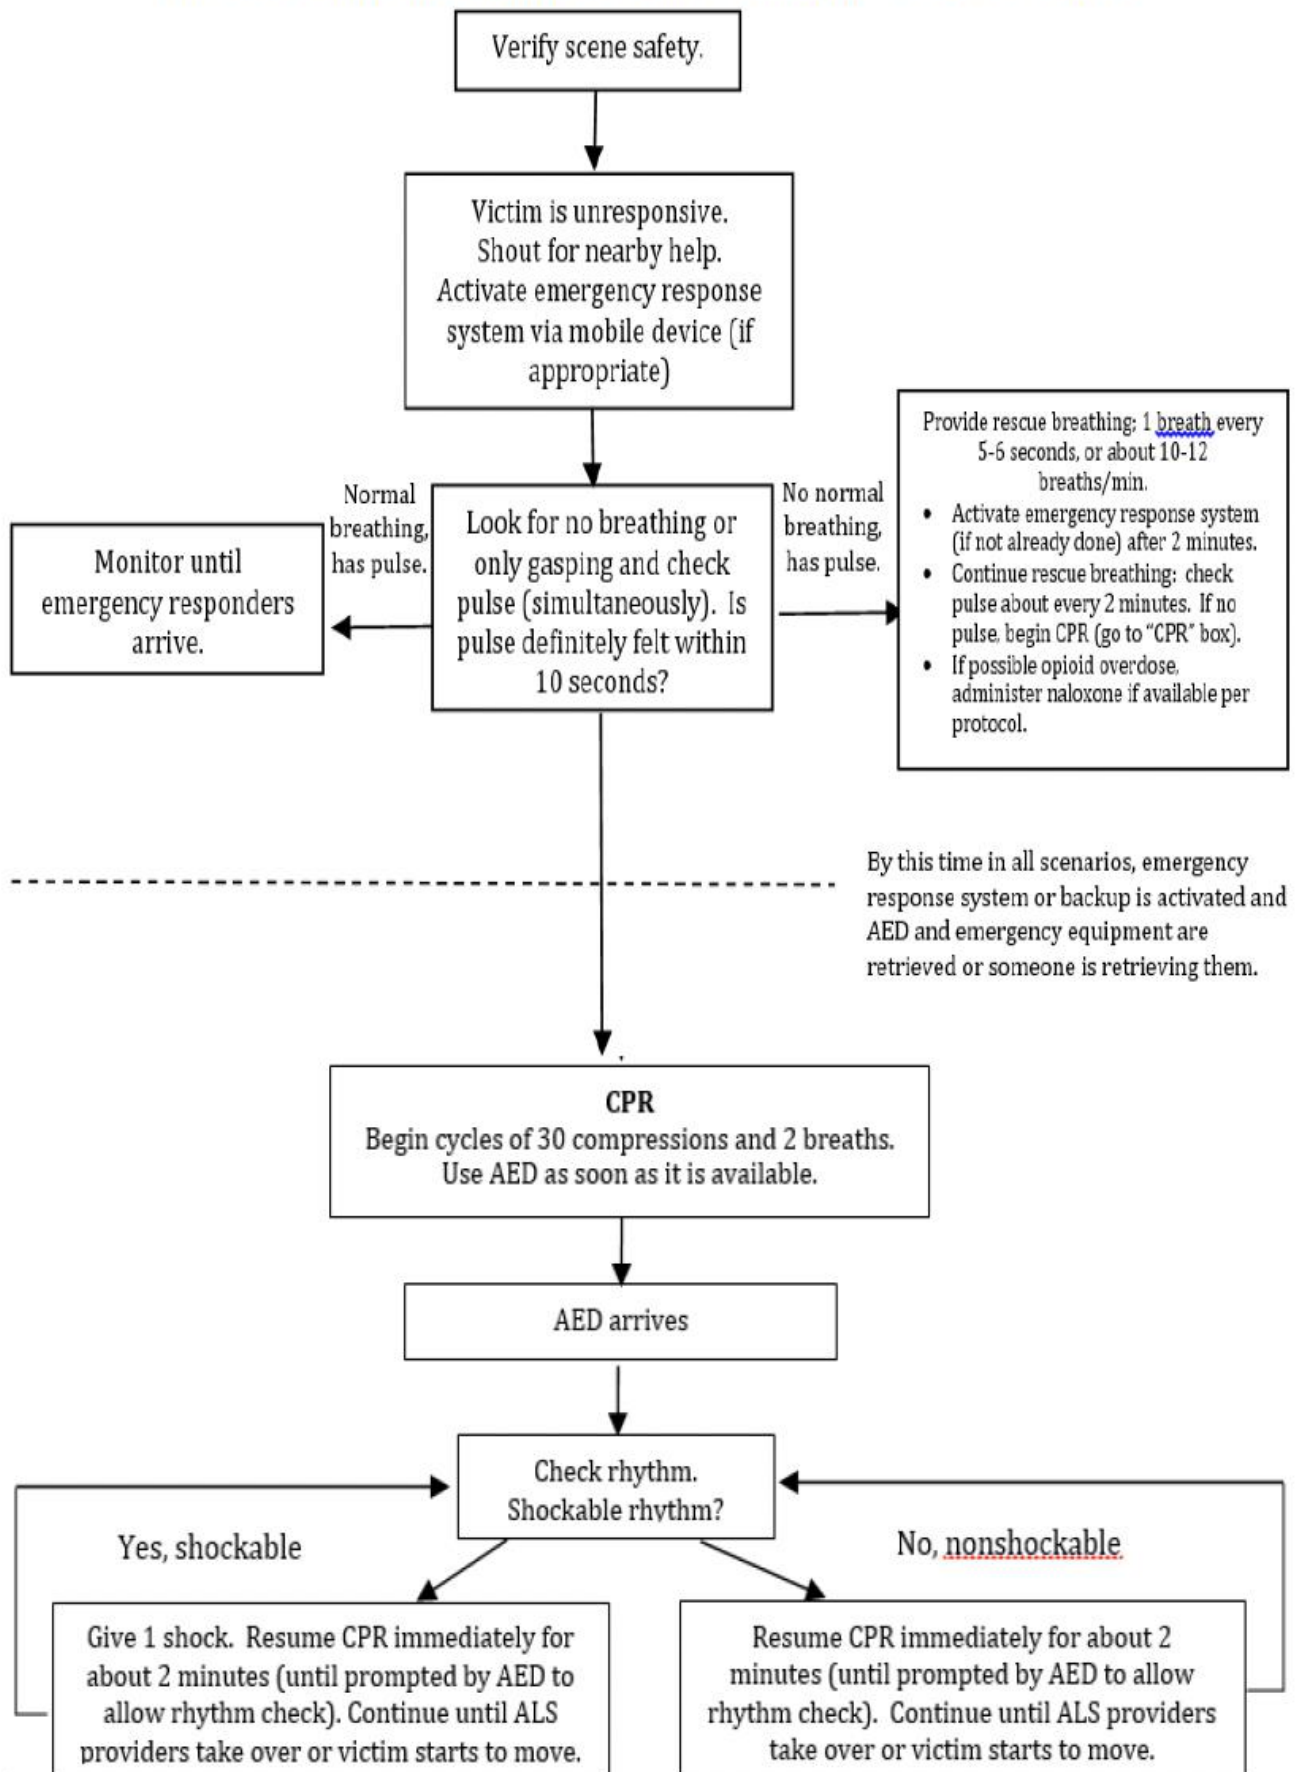 Verify scene safety.
Victim is unresponsive.
Shout for nearby help.
Activate emergency response
system via mobile device (if
appropriate)
Normal
breathing,
has pulse.
No normal
breathing,
has pulse.
Monitor until
emergency responders
arrive.
Look for no breathing or
only gasping and check
pulse (simultaneously). Is
pulse definitely felt within
10 seconds?
Provide rescue breathing; 1 breath every
5-6 seconds, or about 10-12
breaths/min.
• Activate emergency response system
(if not already done) after 2 minutes.
• Continue rescue breathing: check
pulse about every 2 minutes. If no
pulse, begin CPR (go to “CPR” box).
• If possible opioid overdose,
administer naloxone if available per
protocol.
By this time in all scenarios, emergency
response system or backup is activated and
AED and emergency equipment are
retrieved or someone is retrieving them.
CPR
Begin cycles of 30 compressions and 2 breaths.
Use AED as soon as it is available.
AED arrives
Check rhythm.
Shockable rhythm?
Yes, shockable
No, nonshockable
Give 1 shock. Resume CPR immediately for
about 2 minutes (until prompted by AED to
allow rhythm check). Continue until ALS
providers take over or victim starts to move.
Resume CPR immediately for about 2
minutes (until prompted by AED to allow
rhythm check). Continue until ALS providers
take over or victim starts to move.